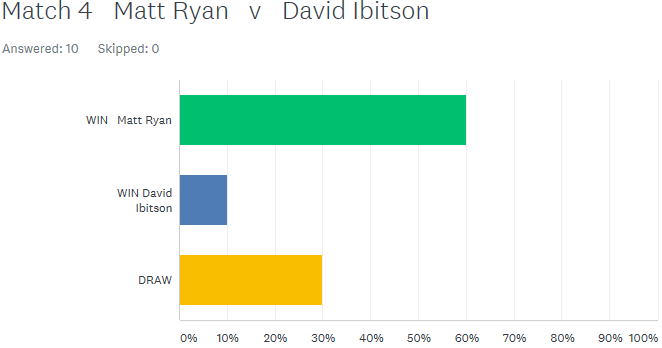 Match 4 Matt Ryan v David Ibitson
Answered: 10 Skipped: 0
WIN Matt Ryan
WIN David
Ibitson
DRAW
0% 10% 20% 30% 40% 50% 60% 70% 80% 90% 100%